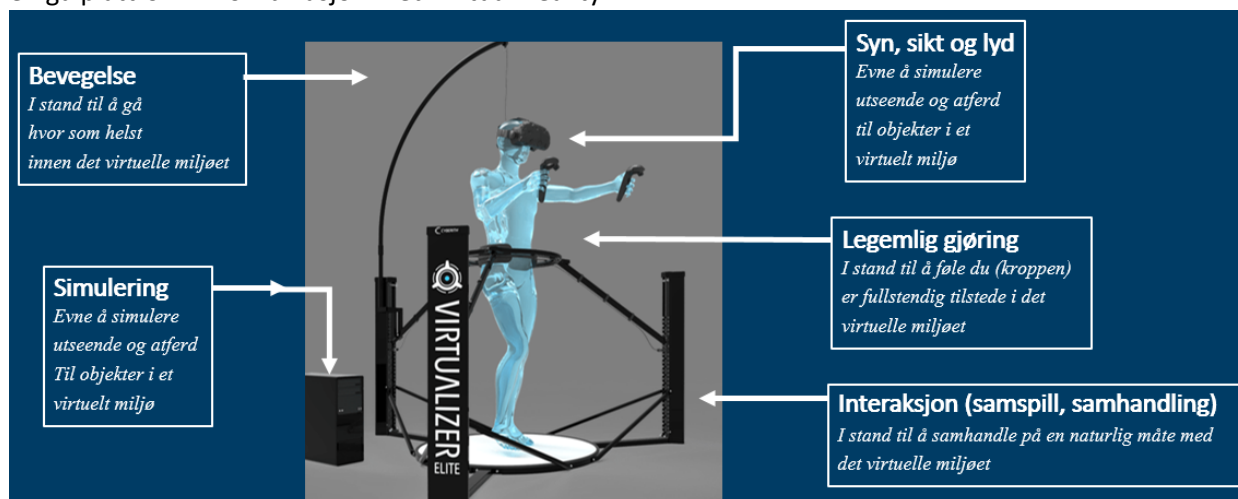 Bevegelse
I stand til å gå
hvor som helst
innen det virtuelle miljøet
Simulering
Evne å simulere
utseende og atferd
Til objekter i et
virtuelt miljø
VIRTUALIZER
ELITE
Syn, sikt og lyd
Evne å simulere
utseende og atferd
til objekter i et
virtuelt miljø
Legemlig gjøring
I stand til å føle du (kroppen)
er fullstendig tilstede i det
virtuelle miljøet
Interaksjon (samspill, samhandling)
I stand til å samhandle på en naturlig måte med
det virtuelle miljøet